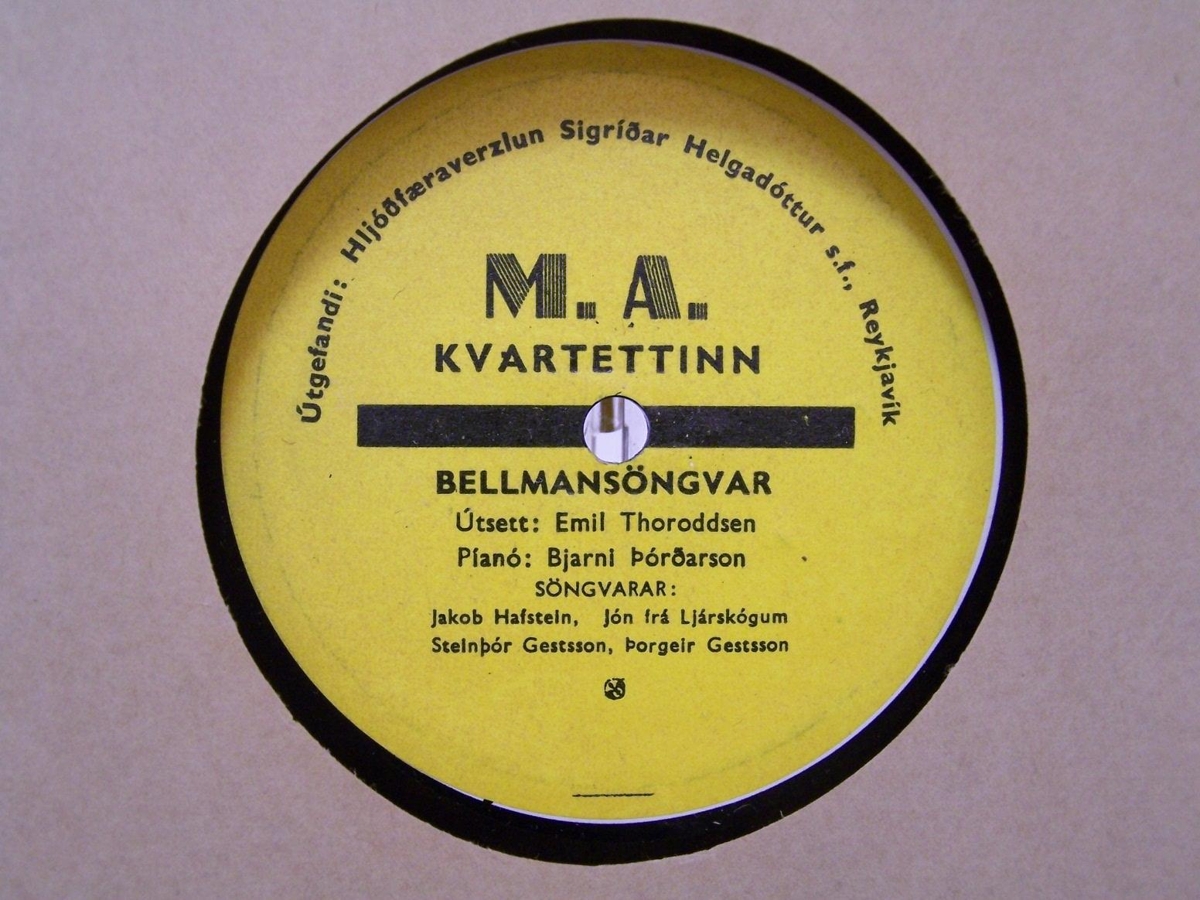 Útgefandi: Hljóðfæraverzlun Sigríðar Helgadóttur s.f., Reykjavík
M. A.
KVARTETTINN
BELLMANSÖNGVAR
Útsett: Emil Thoroddsen
Píanó: Bjarni Þórðarson
SÖNGVARAR:
Jakob Hafstein, Jón frá Ljárskógum
Steinþór Gestsson, Þorgeir Gestsson